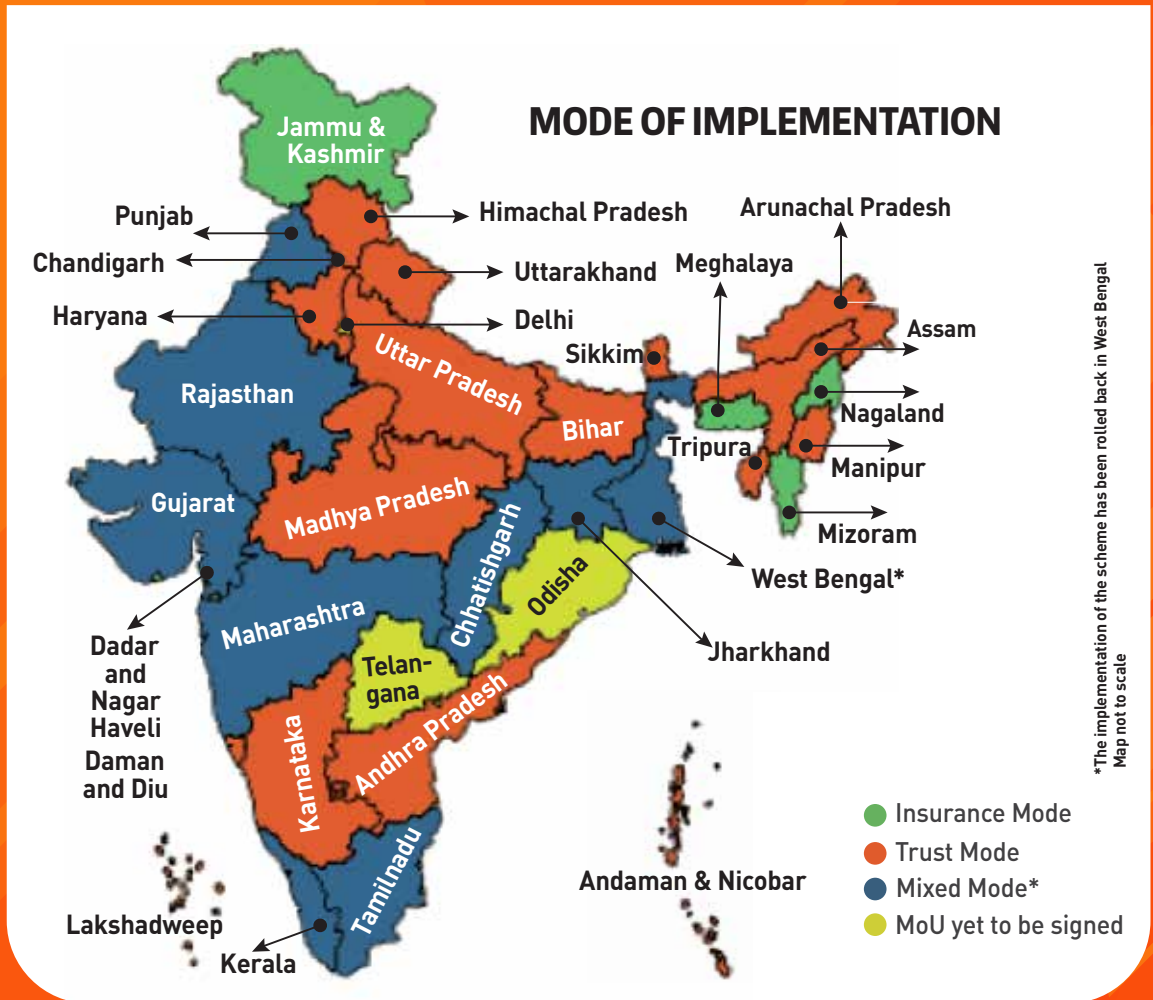 MODE OF IMPLEMENTATION
Jammu &
Kashmir
Punjab
Himachal Pradesh
Arunachal Pradesh
Chandigarh
Uttarakhand
Meghalaya
Haryana
Delhi
Assam
Sikkim
Uttar Pradesh
Rajasthan
Nagaland
Bihar
Tripura
Manipur
Gujarat
Madhya Pradesh
Mizoram
Chhatishgarh
Odisha
West Bengal*
Maharashtra
Jharkhand
Dadar
and
Nagar
Haveli
Daman
and Diu
Telan-
gana
Andhra Pradesh
Karnataka
Tamilnadu
Lakshadweep
Kerala
Andaman & Nicobar
Insurance Mode
Trust Mode
Mixed Mode*
MoU yet to be signed
*The implementation of the scheme has been rolled back in West Bengal
Map not to scale